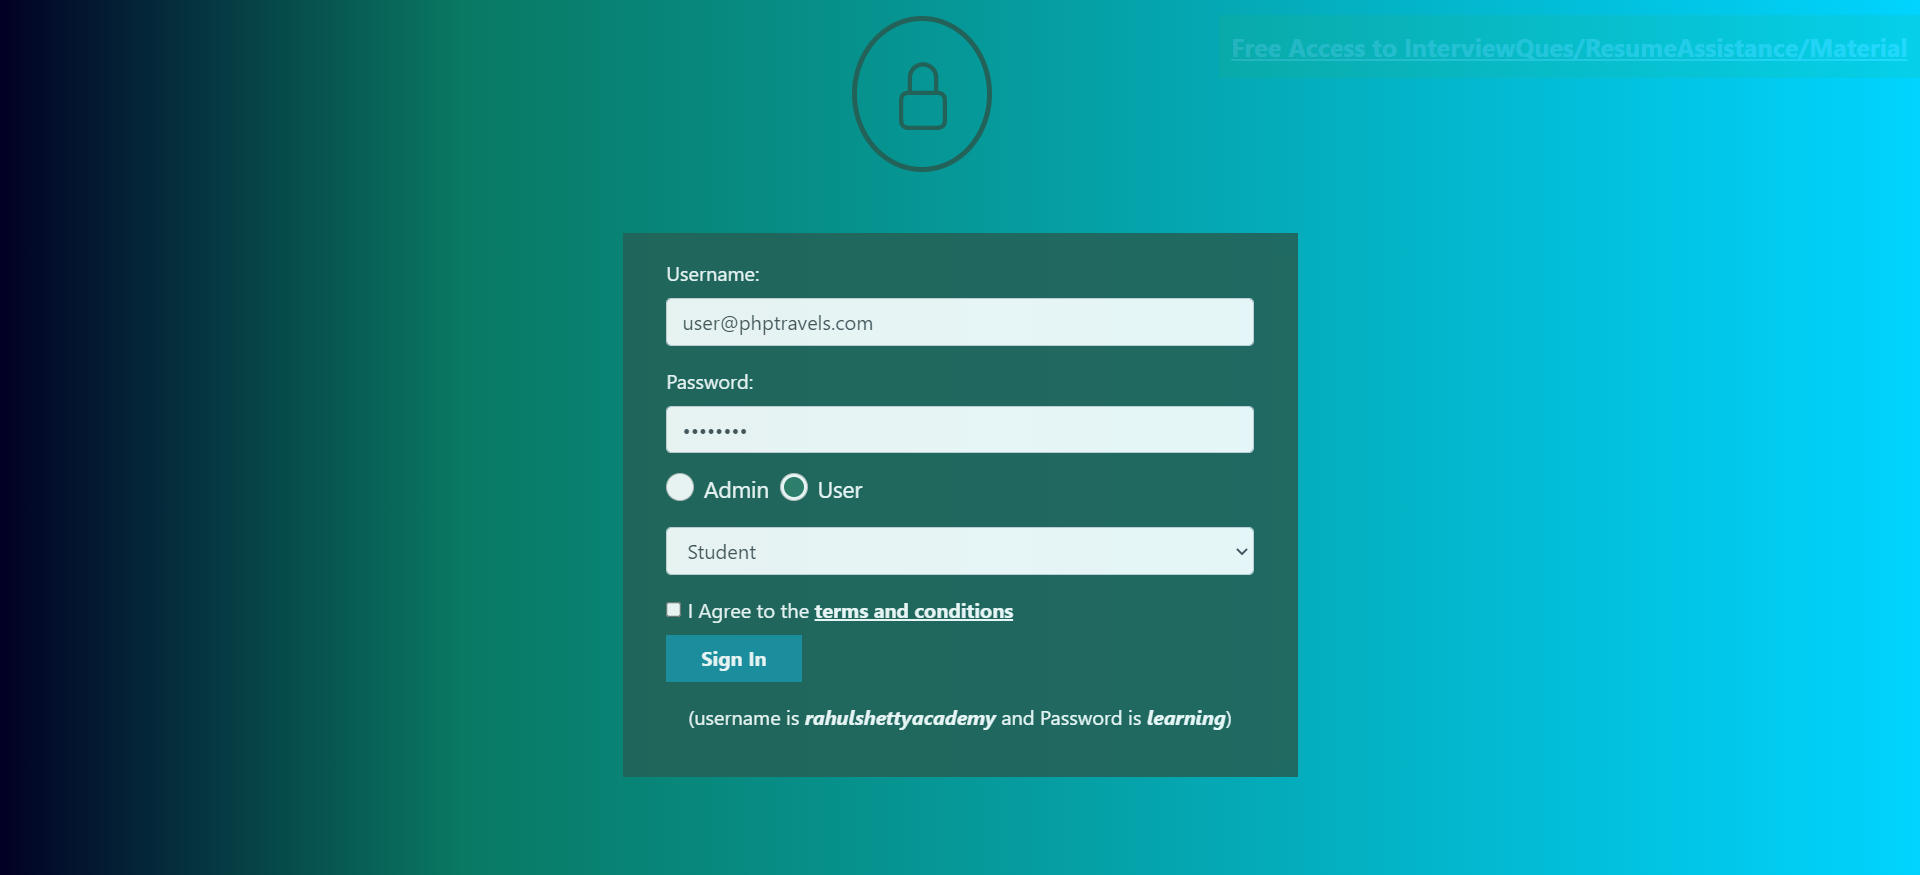 Free Access to InterviewQues/ResumeAssistance/Material
Username:
user@phptravels.com
Password:
••••••••
Admin User
Student
I Agree to the terms and conditions
Sign In
(username is rahulshettyacademy and Password is learning)